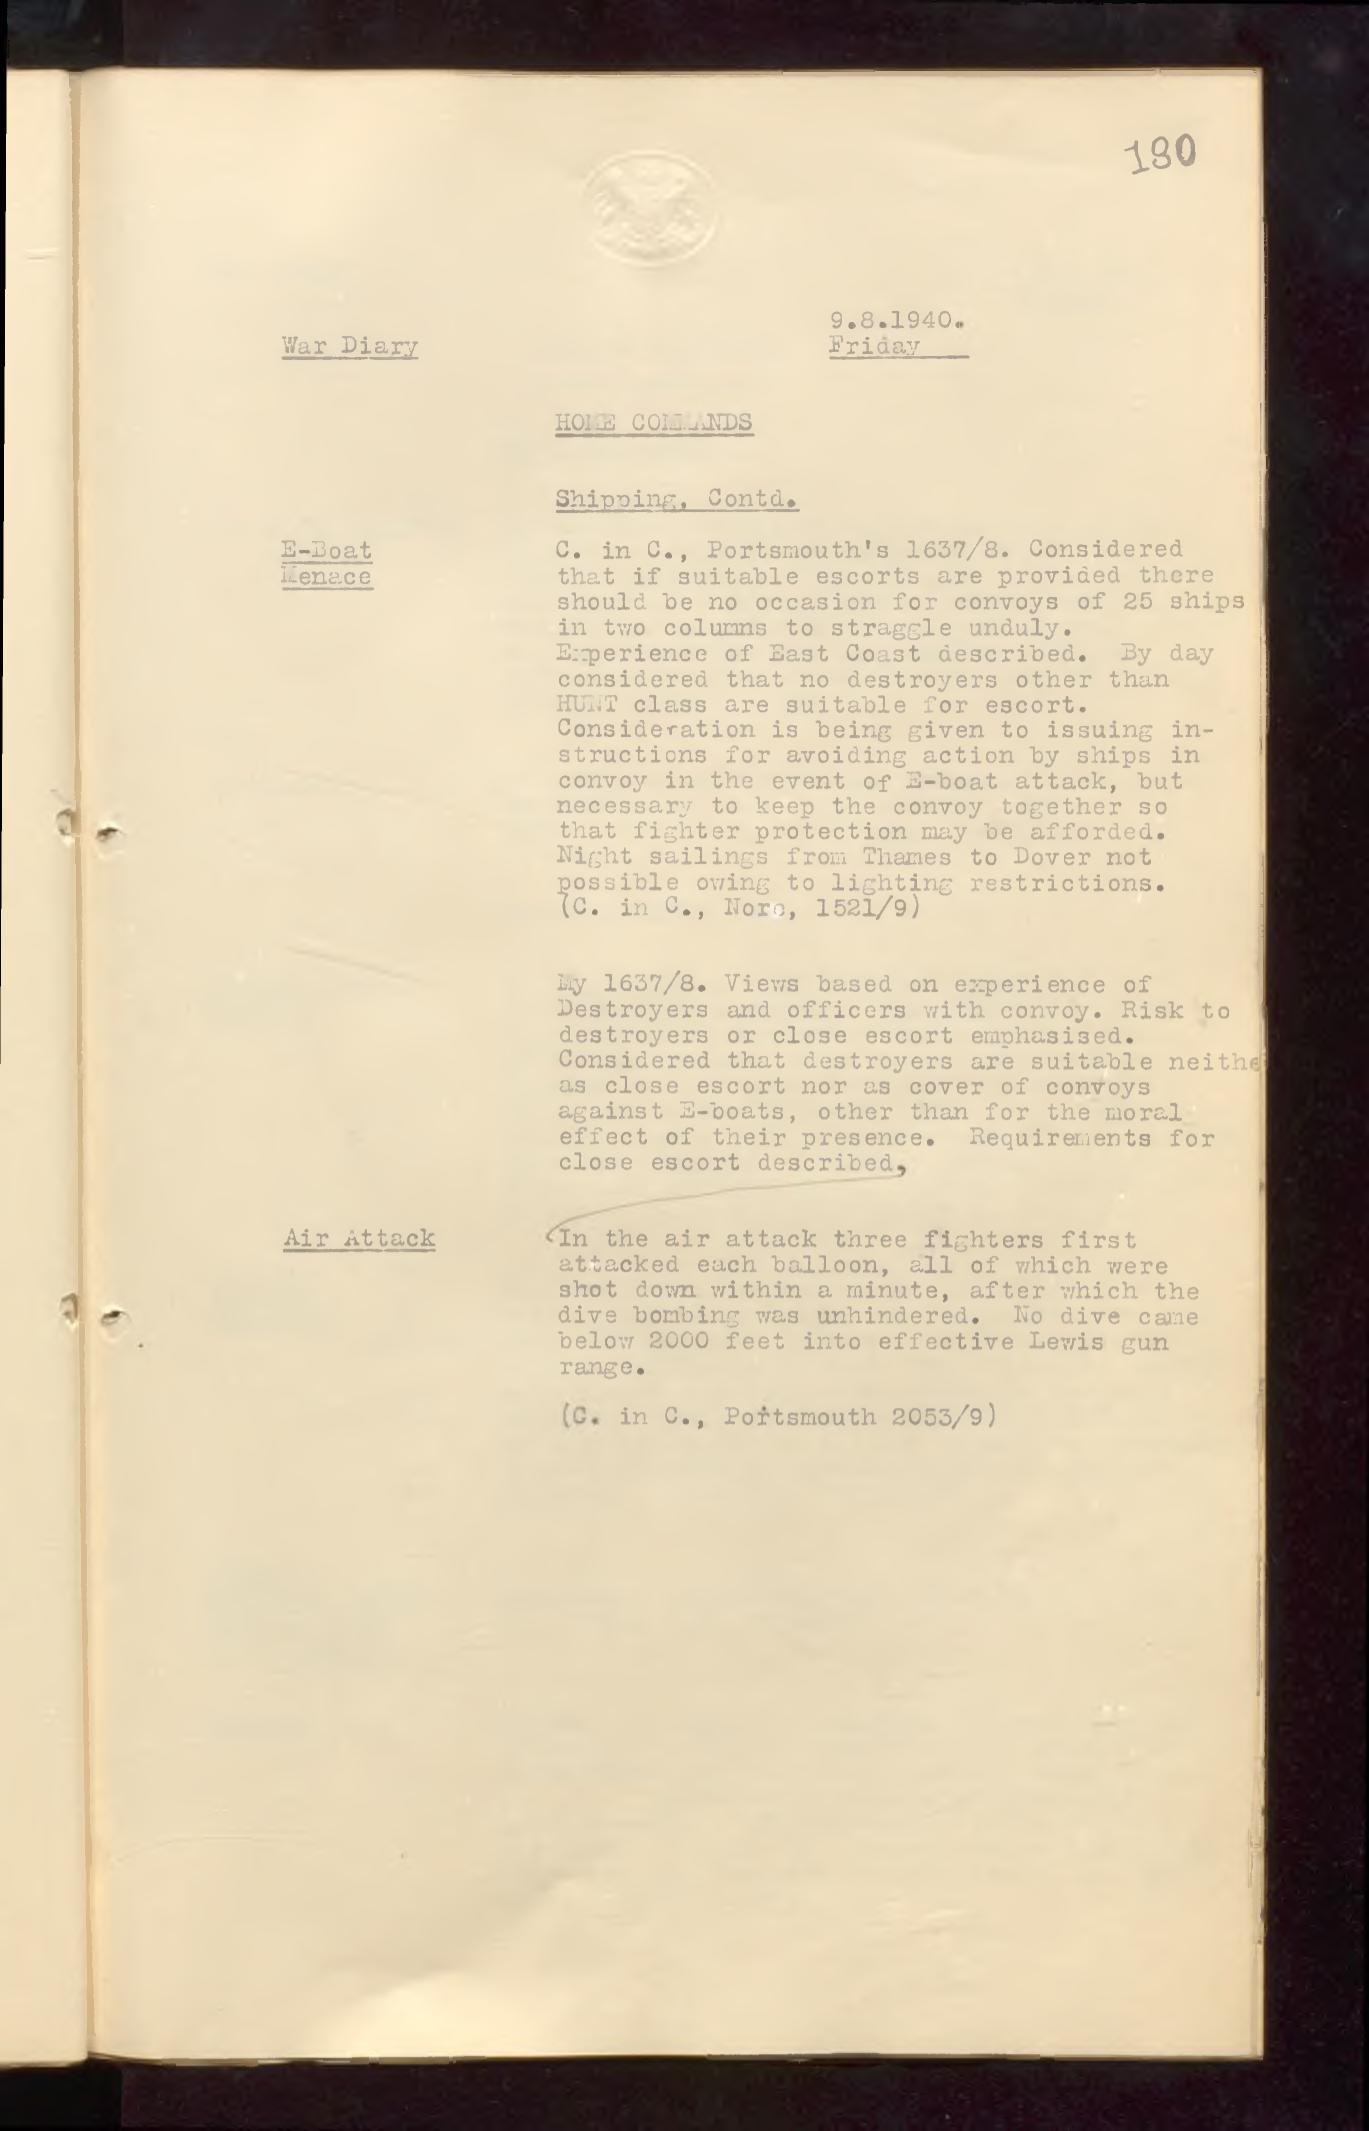 180
9.8.1940.
War Diary
Friday
HOME COMMANDS
Shipping, Contd.
E-Boat
Menace
C. in C., Portsmouth's 1637/8. Considered
that if suitable escorts are provided there
should be no occasion for convoys of 25 ships
in two columns to straggle unduly.
Experience of East Coast described. By day
considered that no destroyers other than
HUNT class are suitable for escort.
Consideration is being given to issuing in-
structions for avoiding action by ships in
convoy in the event of E-boat attack, but
necessary to keep the convoy together so
that fighter protection may be afforded.
Night sailings from Thames to Dover not
possible owing to lighting restrictions.
(C. in C., Nore, 1521/9)
My 1637/8. Views based on experience of
Destroyers and officers with convoy. Risk to
destroyers or close escort emphasised.
Considered that destroyers are suitable neithe
as close escort nor as cover of convoys
against E-boats, other than for the moral
effect of their presence. Requirements for
close escort described,
Air Attack
In the air attack three fighters first
attacked each balloon, all of which were
shot down within a minute, after which the
dive bombing was unhindered. No dive came
below 2000 feet into effective Lewis gun
range.
(C. in C., Portsmouth 2053/9)